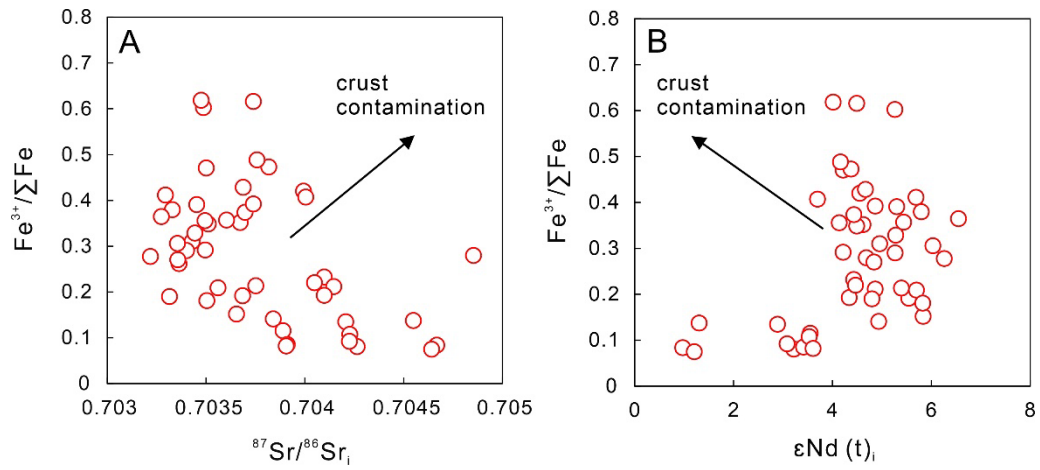 A
0.8
0.7
0.6
0.5
0.4
0.3
0.2
0.1
0
Fe³⁺/∑Fe
crust
contamination
0.703
0.7035
0.704
0.7045
0.705
⁸⁷Sr/⁸⁶Srᵢ
B
0.8
0.7
0.6
0.5
0.4
0.3
0.2
0.1
0
Fe³⁺/∑Fe
crust
contamination
0
2
4
6
8
εNd (t)ᵢ